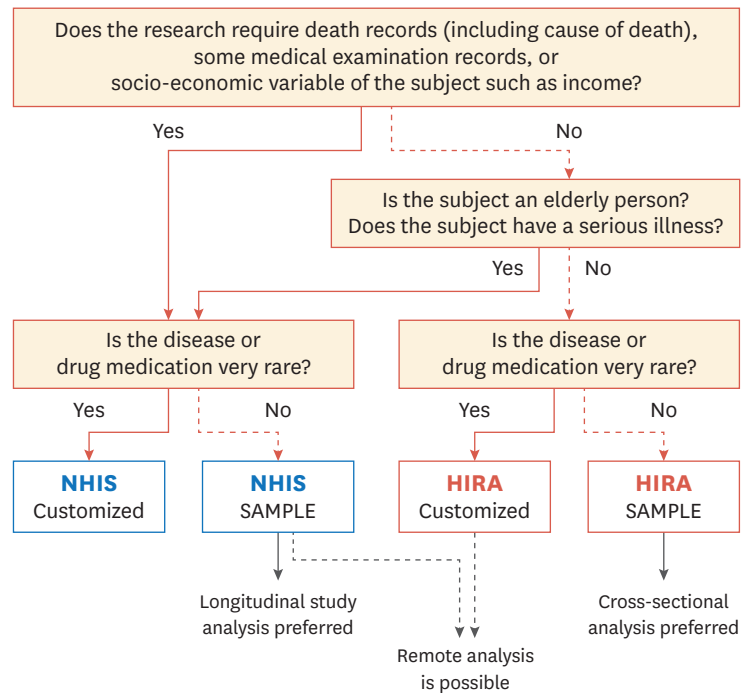 Does the research require death records (including cause of death),
some medical examination records, or
socio-economic variable of the subject such as income?
Yes
No
Is the subject an elderly person?
Does the subject have a serious illness?
Yes
No
Is the disease or
drug medication very rare?
Is the disease or
drug medication very rare?
Yes
No
Yes
No
NHIS
Customized
NHIS
SAMPLE
HIRA
Customized
HIRA
SAMPLE
Longitudinal study
analysis preferred
Cross-sectional
analysis preferred
Remote analysis
is possible